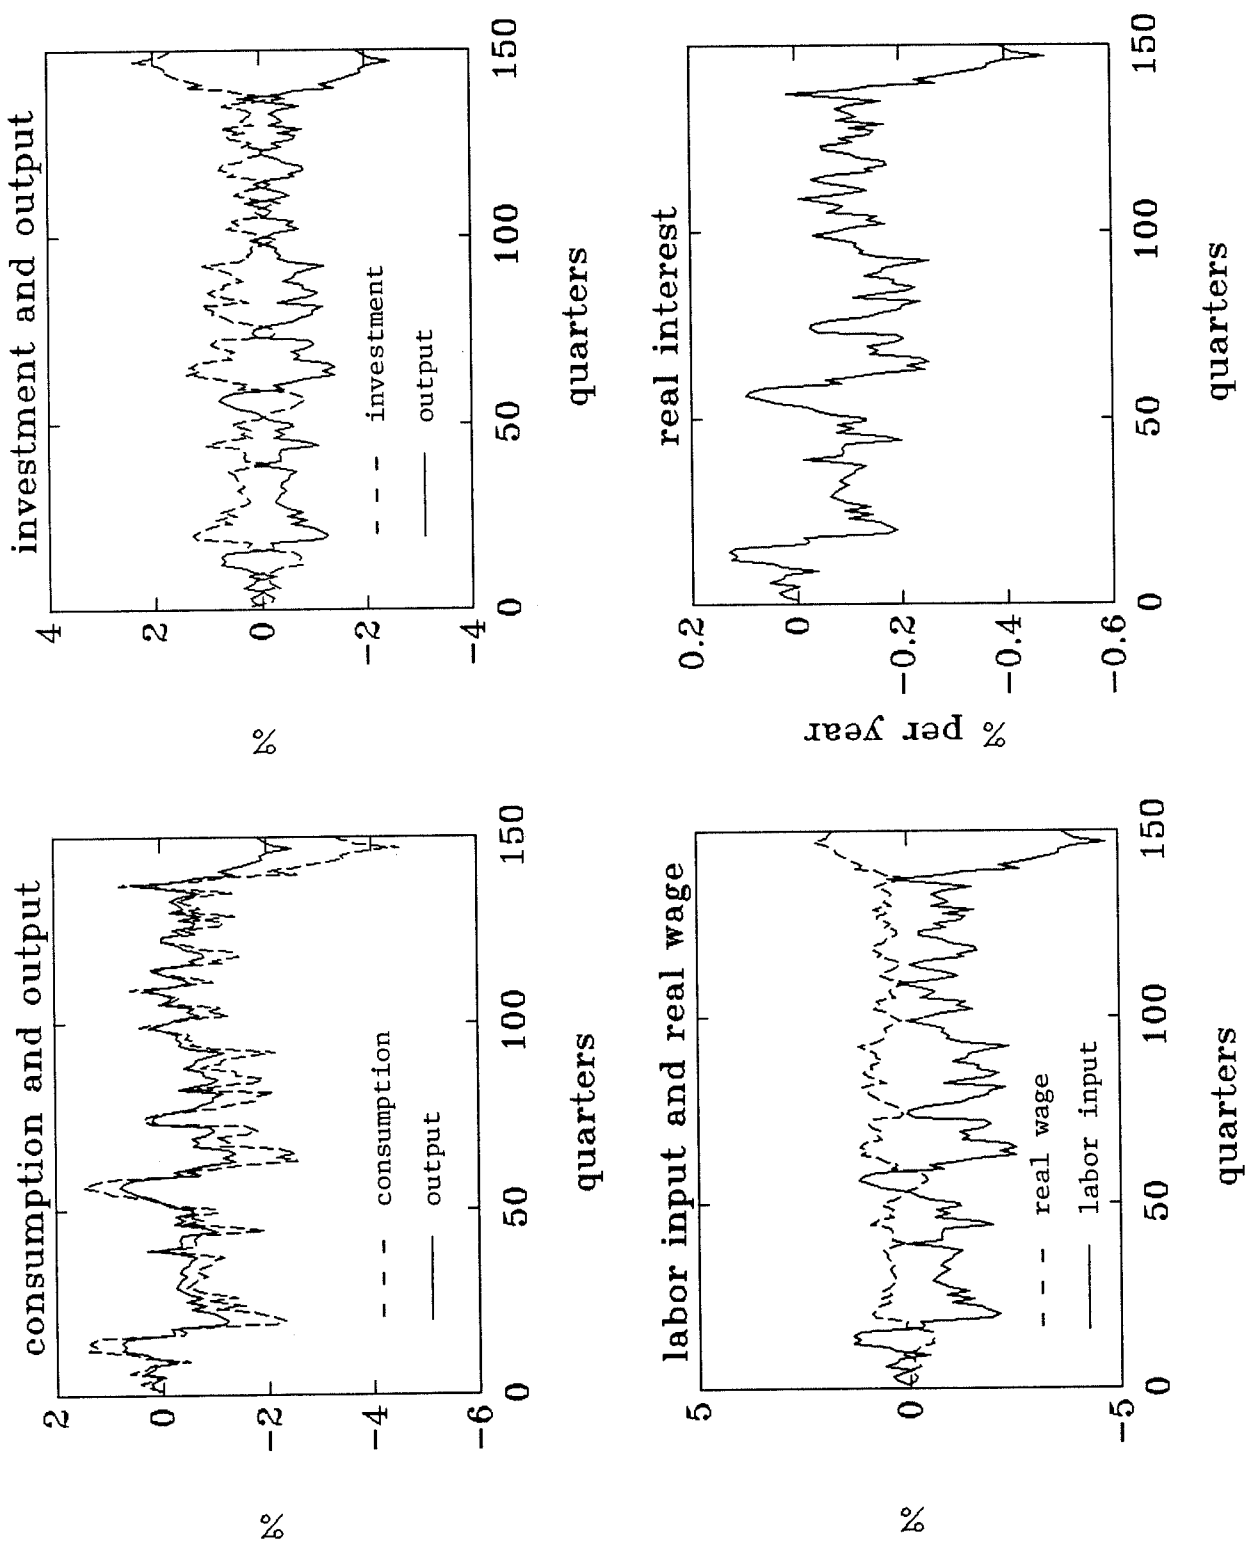 consumption and output
2
0
-2
-4
-6
%
consumption
output
0
50
100
150
quarters
investment and output
4
2
0
-2
-4
%
investment
output
0
50
100
150
quarters
labor input and real wage
5
0
-5
%
real wage
labor input
0
50
100
150
quarters
real interest
0.2
0
-0.2
-0.4
-0.6
% per year
0
50
100
150
quarters